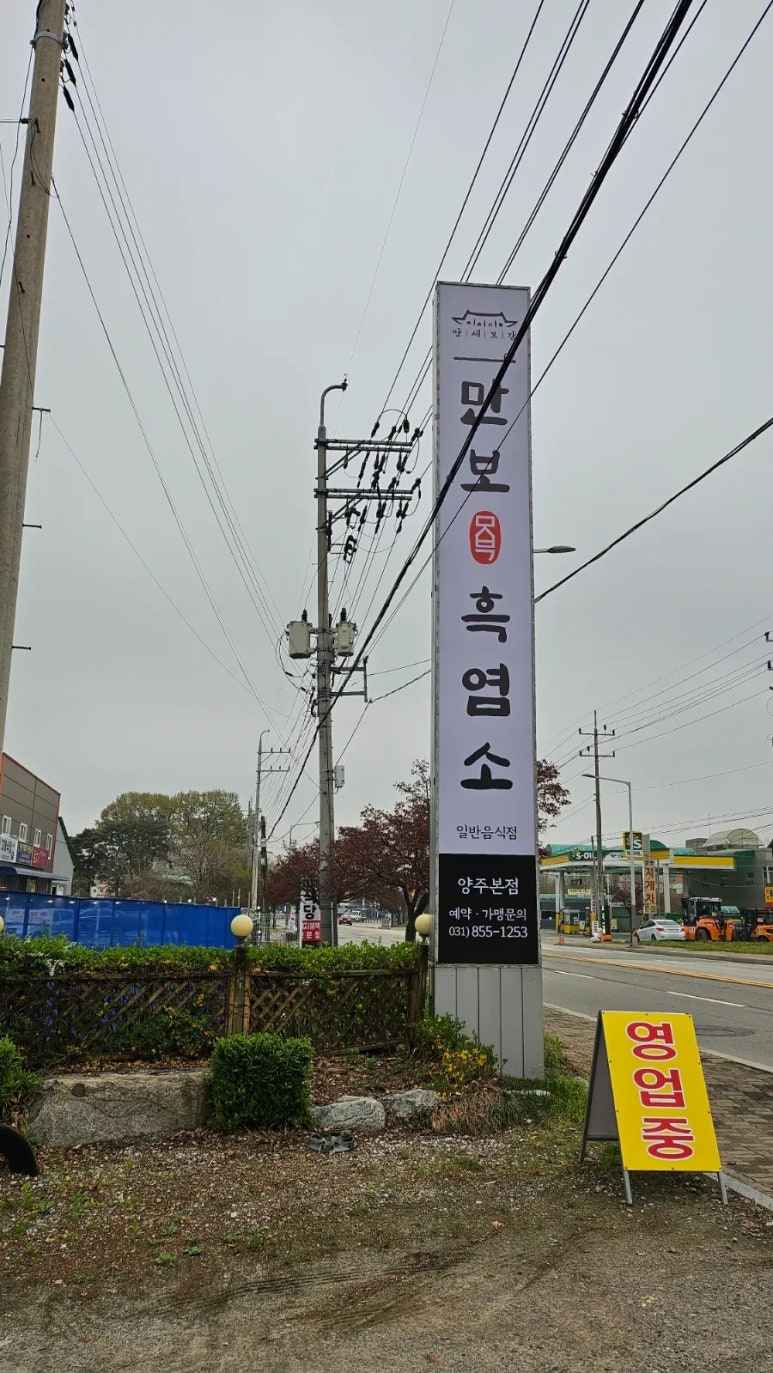 만세보감
만보
흑염소
일반음식점
양주본점
예약·가맹문의
031) 855-1253
영업중
S-OIL